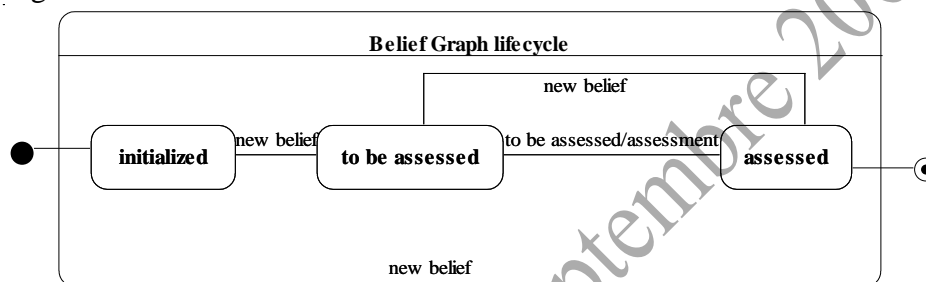 Belief Graph lifecycle
new belief
new belief
to be assessed/assessment
initialized
to be assessed
assessed
new belief